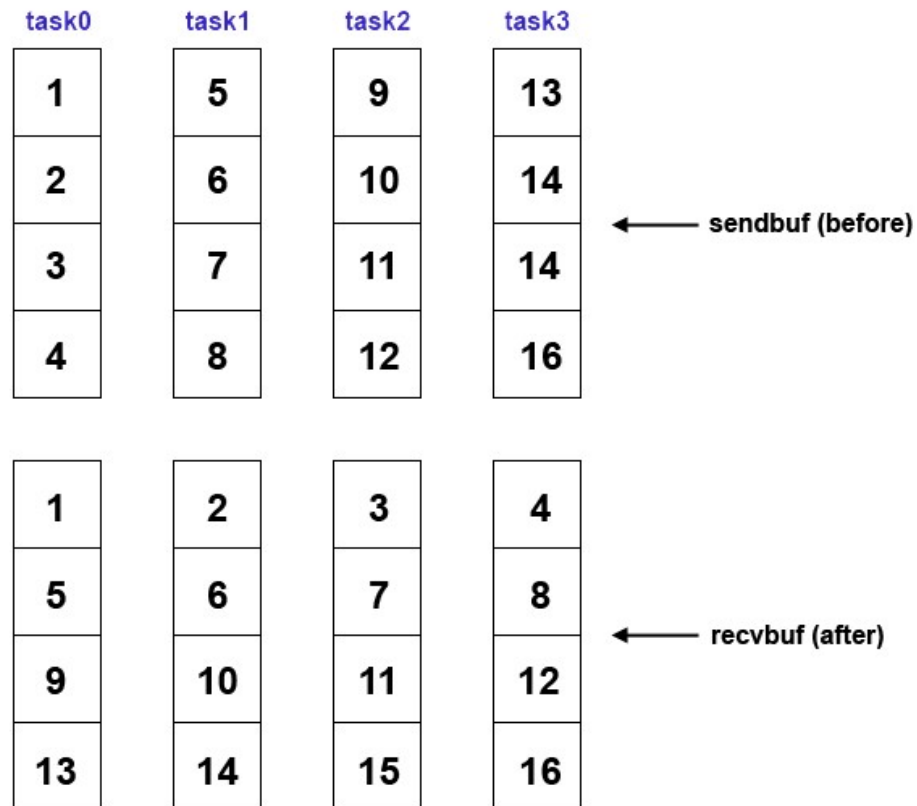 task0 task1 task2 task3
1 5 9 13
2 6 10 14
sendbuf (before)
3 7 11 14
4 8 12 16
1 2 3 4
5 6 7 8
recvbuf (after)
9 10 11 12
13 14 15 16